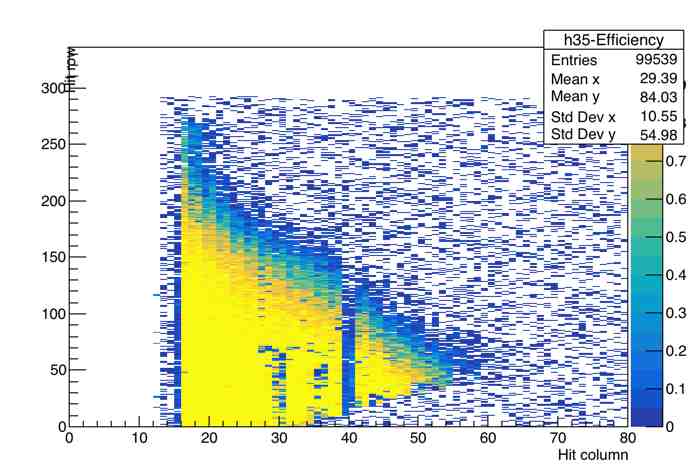 h35-Efficiency
Entries 99539
Mean x 29.39
Mean y 84.03
Std Dev x 10.55
Std Dev y 54.98
300
250
200
150
100
50
0
0 10 20 30 40 50 60 70 80
Hit column
0.7
0.6
0.5
0.4
0.3
0.2
0.1
0